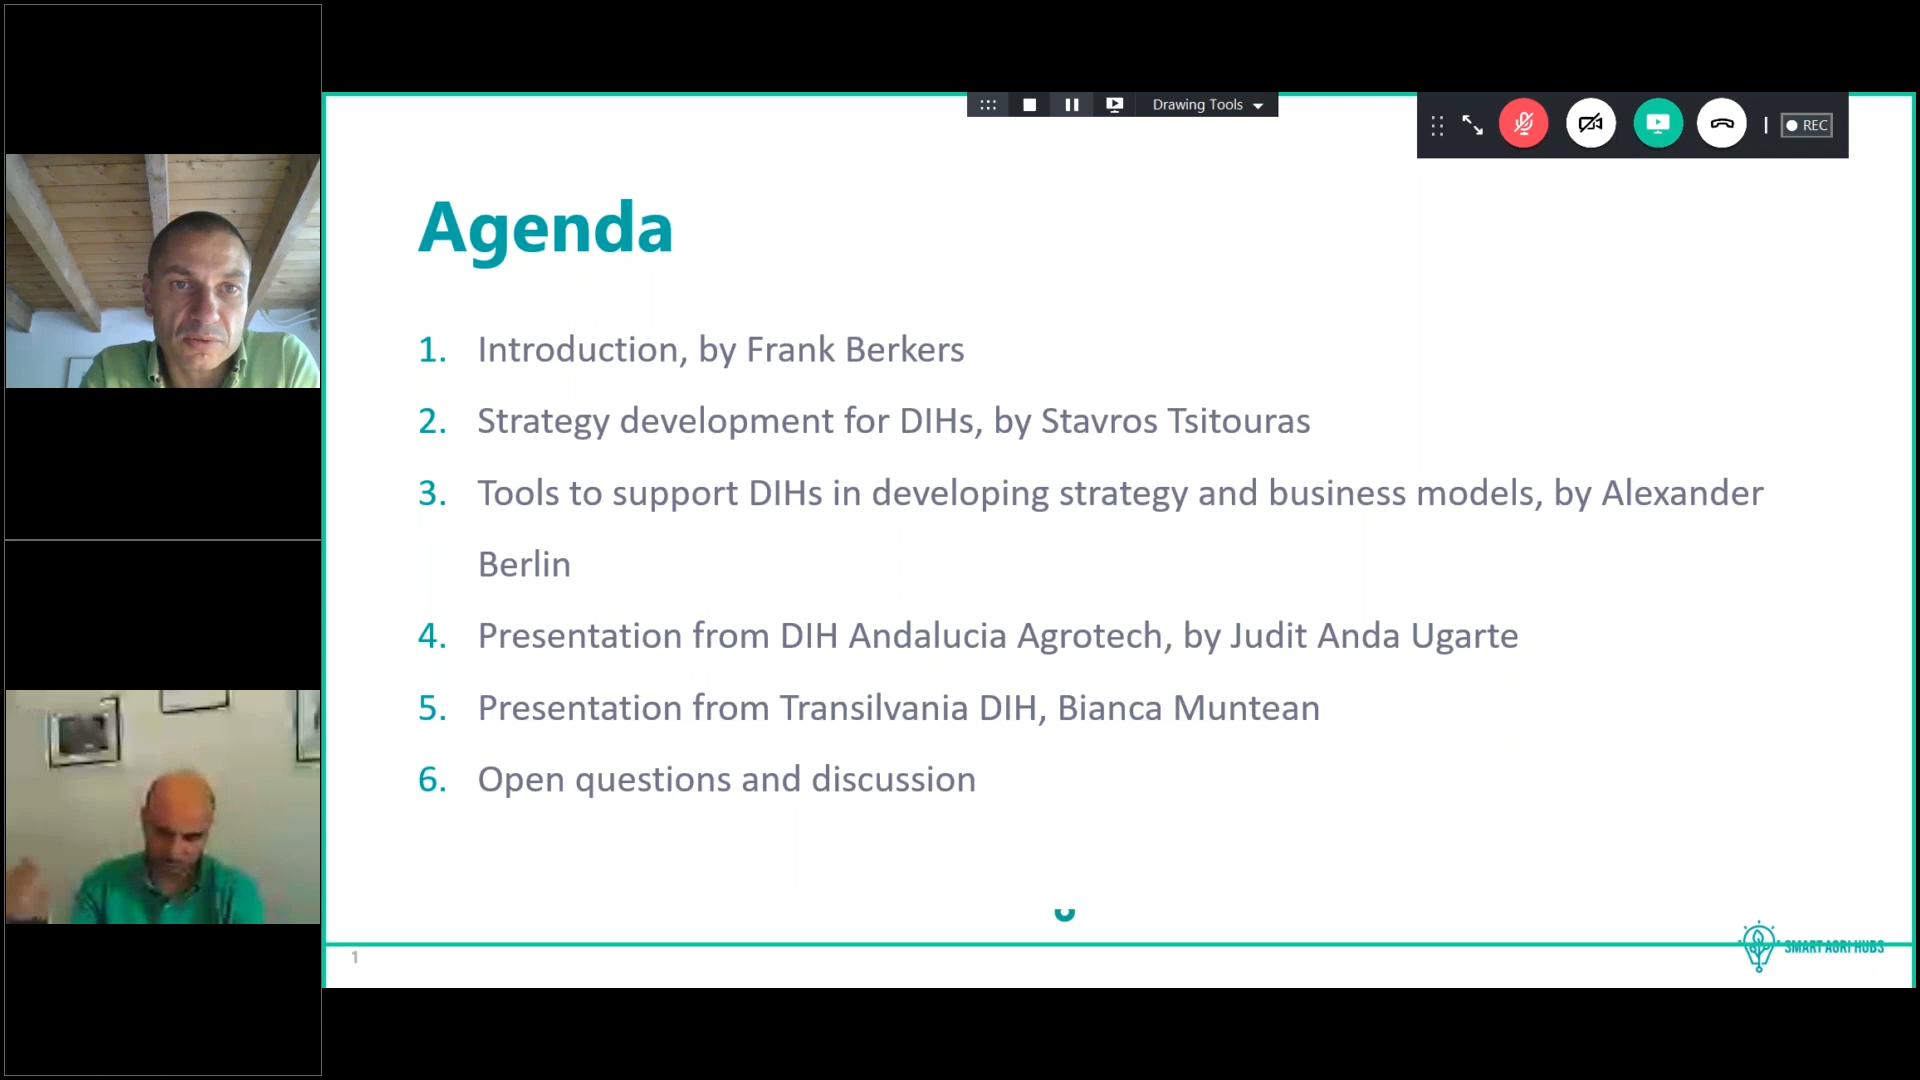 Drawing Tools
REC
Agenda
1. Introduction, by Frank Berkers
2. Strategy development for DIHs, by Stavros Tsitouras
3. Tools to support DIHs in developing strategy and business models, by Alexander
Berlin
4. Presentation from DIH Andalucia Agrotech, by Judit Anda Ugarte
5. Presentation from Transilvania DIH, Bianca Muntean
6. Open questions and discussion
1
SMART AGRI HUBS